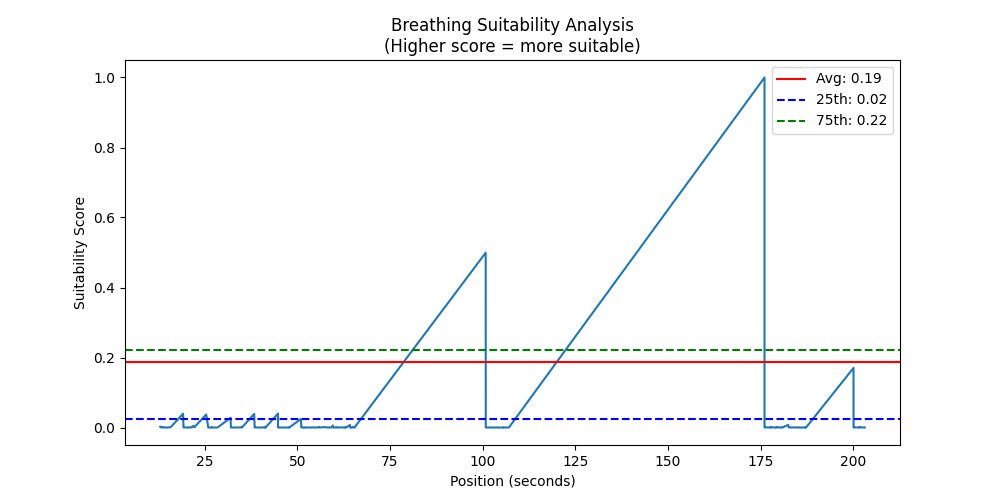 Breathing Suitability Analysis
(Higher score = more suitable)
Suitability Score
1.0
0.8
0.6
0.4
0.2
0.0
Avg: 0.19
25th: 0.02
75th: 0.22
25 50 75 100 125 150 175 200
Position (seconds)